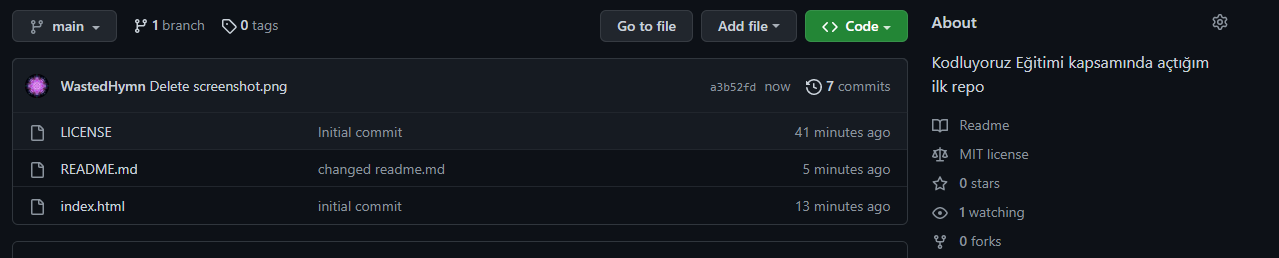 main 1 branch 0 tags Go to file Add file Code
WastedHymn Delete screenshot.png a3b52fd now 7 commits
LICENSE Initial commit 41 minutes ago
README.md changed readme.md 5 minutes ago
index.html initial commit 13 minutes ago
About
Kodluyoruz Eğitimi kapsamında açtığım
ilk repo
Readme
MIT license
0 stars
1 watching
0 forks